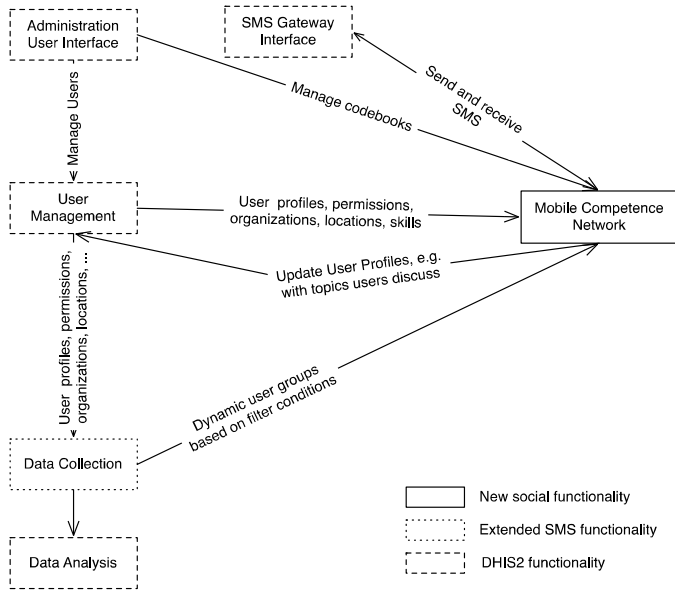 Administration
User Interface
SMS Gateway
Interface
Send and receive
SMS
Manage codebooks
Manage Users
User
Management
User profiles, permissions,
organizations, locations, skills
Mobile Competence
Network
Update User Profiles, e.g.
with topics users discuss
User profiles, permissions,
organizations, locations, ...
Dynamic user groups
based on filter conditions
Data Collection
Data Analysis
New social functionality
Extended SMS functionality
DHIS2 functionality